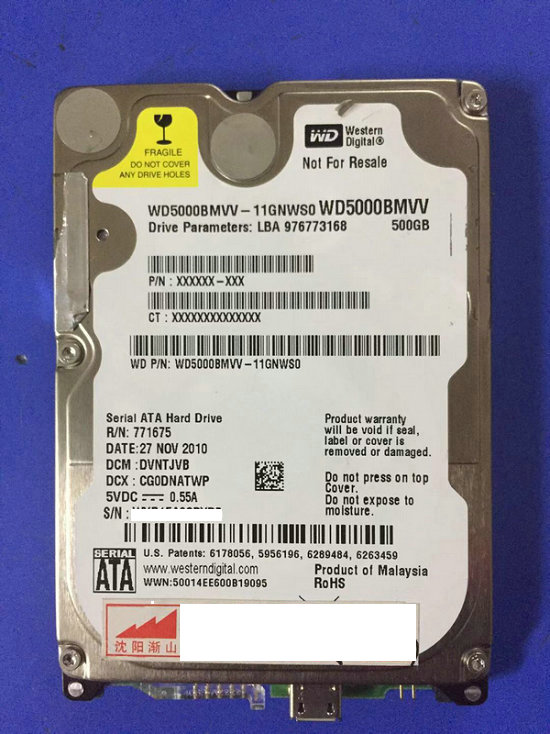 FRAGILE
DO NOT COVER
ANY DRIVE HOLES
WD Western
Digital®
Not For Resale
WD5000BMVV-11GNWS0 WD5000BMVV
Drive Parameters: LBA 976773168 500GB
P/N : XXXXXX-XXX
CT : XXXXXXXXXXXXXX
WD P/N: WD5000BMVV-11GNWS0
Serial ATA Hard Drive
R/N: 771675
DATE:27 NOV 2010
DCM :DVNTJVB
DCX : CG0DNATWP
5VDC ⎓ 0.55A
S/N :
Product warranty
will be void if seal,
label or cover is
removed or damaged.
Do not press on top
Cover.
Do not expose to
moisture.
SERIAL
ATA
U.S. Patents: 6178056, 5956196, 6289484, 6263459
www.westerndigital.com
WWN:50014EE600B19095
Product of Malaysia
RoHS
沈阳渐山